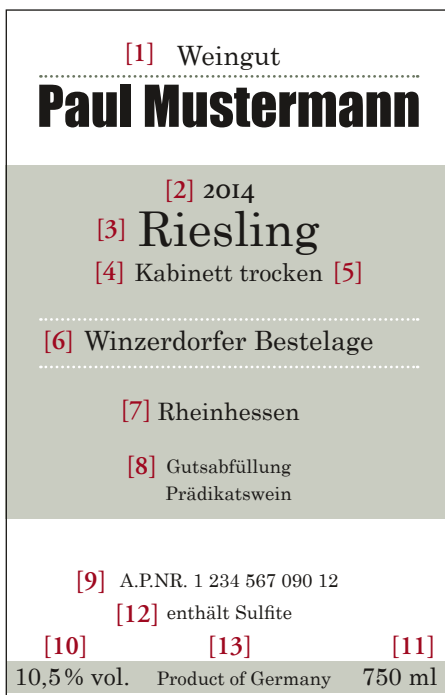 [1] Weingut
Paul Mustermann
[2] 2014
[3] Riesling
[4] Kabinett trocken [5]
[6] Winzerdorfer Bestelage
[7] Rheinhessen
[8] Gutsabfüllung
Prädikatswein
[9] A.P.NR. 1 234 567 090 12
[12] enthält Sulfite
[10] [13] [11]
10,5% vol. Product of Germany 750 ml